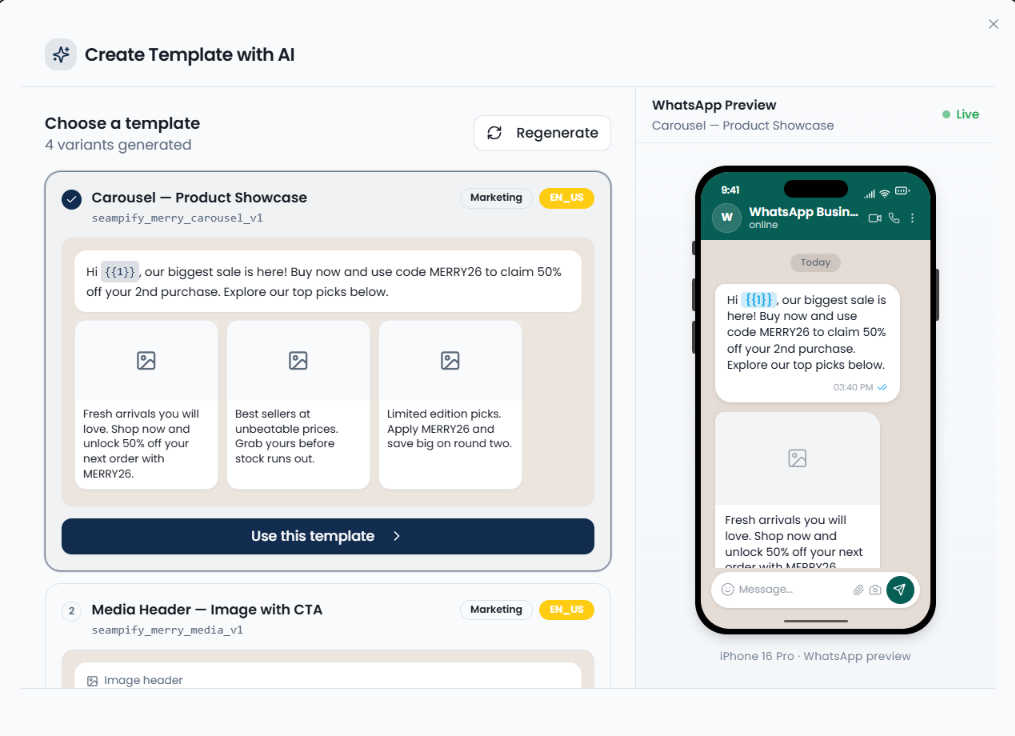 Create Template with AI
Choose a template
4 variants generated
Regenerate
Carousel — Product Showcase
Marketing
EN_US
seampify_merry_carousel_v1
Hi {{1}}, our biggest sale is here! Buy now and use code MERRY26 to claim 50%
off your 2nd purchase. Explore our top picks below.
Fresh arrivals you will
love. Shop now and
unlock 50% off your
next order with
MERRY26.
Best sellers at
unbeatable prices.
Grab yours before
stock runs out.
Limited edition picks.
Apply MERRY26 and
save big on round two.
Use this template
2
Media Header — Image with CTA
Marketing
EN_US
seampify_merry_media_v1
Image header
WhatsApp Preview
Carousel — Product Showcase
Live
9:41
W
WhatsApp Busin...
online
Today
Hi {{1}}, our biggest sale is
here! Buy now and use
code MERRY26 to claim 50%
off your 2nd purchase.
Explore our top picks below.
03:40 PM
Fresh arrivals you will
love. Shop now and
unlock 50% off your next
order with MERRY26
Message...
iPhone 16 Pro · WhatsApp preview